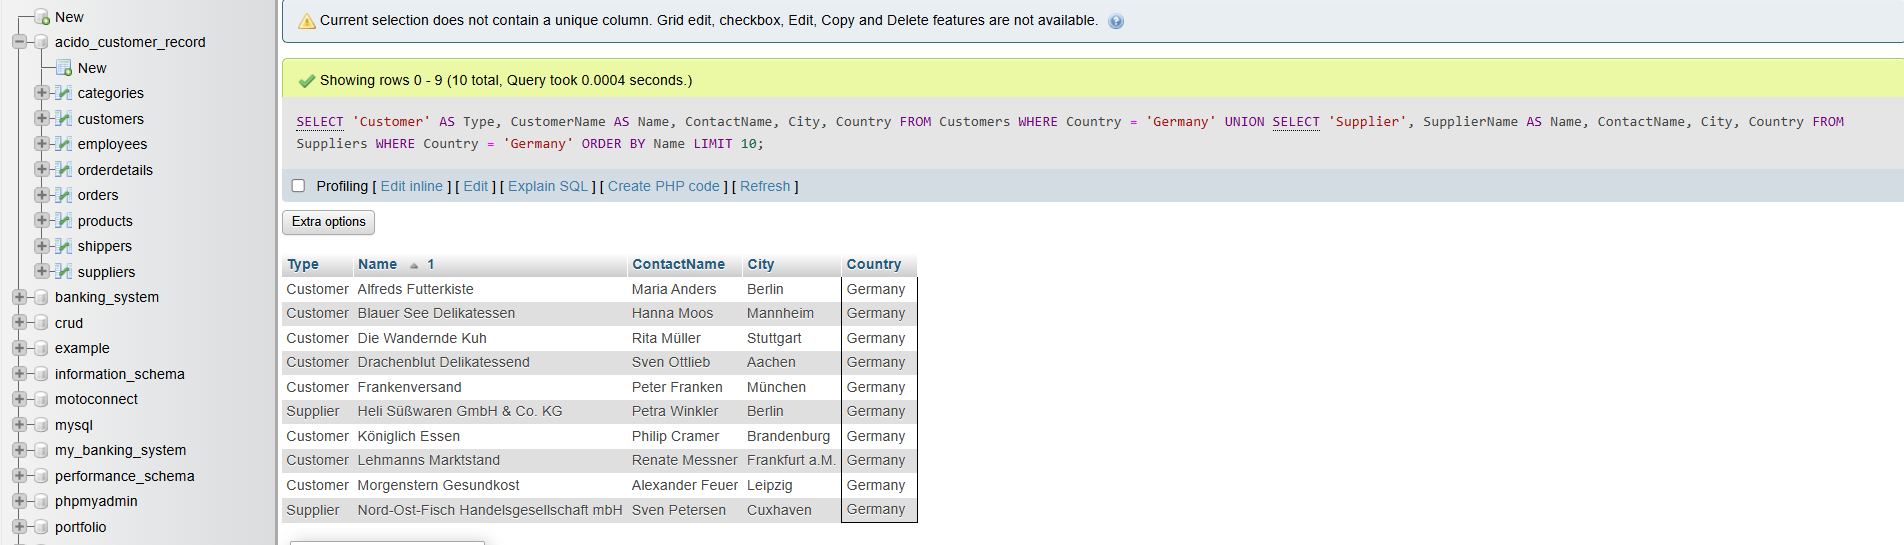 New
acido_customer_record
New
categories
customers
employees
orderdetails
orders
products
shippers
suppliers
banking_system
crud
example
information_schema
motoconnect
mysql
my_banking_system
performance_schema
phpmyadmin
portfolio
Current selection does not contain a unique column. Grid edit, checkbox, Edit, Copy and Delete features are not available.
Showing rows 0 - 9 (10 total, Query took 0.0004 seconds.)
SELECT 'Customer' AS Type, CustomerName AS Name, ContactName, City, Country FROM Customers WHERE Country = 'Germany' UNION SELECT 'Supplier', SupplierName AS Name, ContactName, City, Country FROM
Suppliers WHERE Country = 'Germany' ORDER BY Name LIMIT 10;
Profiling [ Edit inline ] [ Edit ] [ Explain SQL ] [ Create PHP code ] [ Refresh ]
Extra options
Type Name 1 ContactName City Country
Customer Alfreds Futterkiste Maria Anders Berlin Germany
Customer Blauer See Delikatessen Hanna Moos Mannheim Germany
Customer Die Wandernde Kuh Rita Müller Stuttgart Germany
Customer Drachenblut Delikatessend Sven Ottlieb Aachen Germany
Customer Frankenversand Peter Franken München Germany
Supplier Heli Süßwaren GmbH & Co. KG Petra Winkler Berlin Germany
Customer Königlich Essen Philip Cramer Brandenburg Germany
Customer Lehmanns Marktstand Renate Messner Frankfurt a.M. Germany
Customer Morgenstern Gesundkost Alexander Feuer Leipzig Germany
Supplier Nord-Ost-Fisch Handelsgesellschaft mbH Sven Petersen Cuxhaven Germany